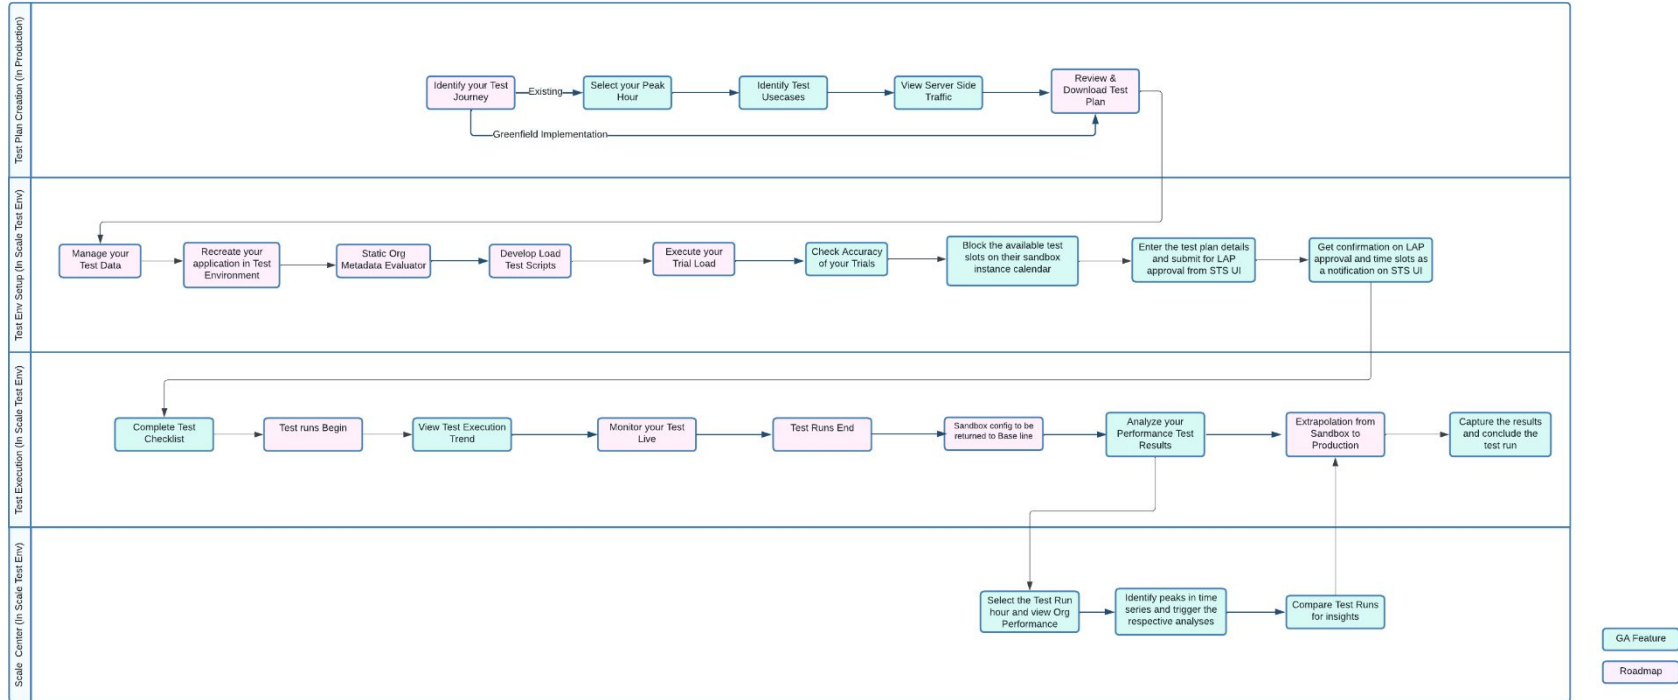 Test Plan Creation (In Production)
Identify your Test
Journey
Existing
Select your Peak
Hour
Identify Test
Usecases
View Server Side
Traffic
Review &
Download Test
Plan
Greenfield Implementation
Test Env Setup (In Scale Test Env)
Manage your
Test Data
Recreate your
application in Test
Environment
Static Org
Metadata Evaluator
Develop Load
Test Scripts
Execute your
Trial Load
Check Accuracy
of your Trials
Block the available test
slots on their sandbox
instance calendar
Enter the test plan details
and submit for LAP
approval from STS UI
Get confirmation on LAP
approval and time slots as
a notification on STS UI
Test Execution (In Scale Test Env)
Complete Test
Checklist
Test runs Begin
View Test Execution
Trend
Monitor your Test
Live
Test Runs End
Sandbox config to be
returned to Base line
Analyze your
Performance Test
Results
Extrapolation from
Sandbox to
Production
Capture the results
and conclude the
test run
Scale Center (In Scale Test Env)
Select the Test Run
hour and view Org
Performance
Identify peaks in time
series and trigger the
respective analyses
Compare Test Runs
for insights
GA Feature
Roadmap